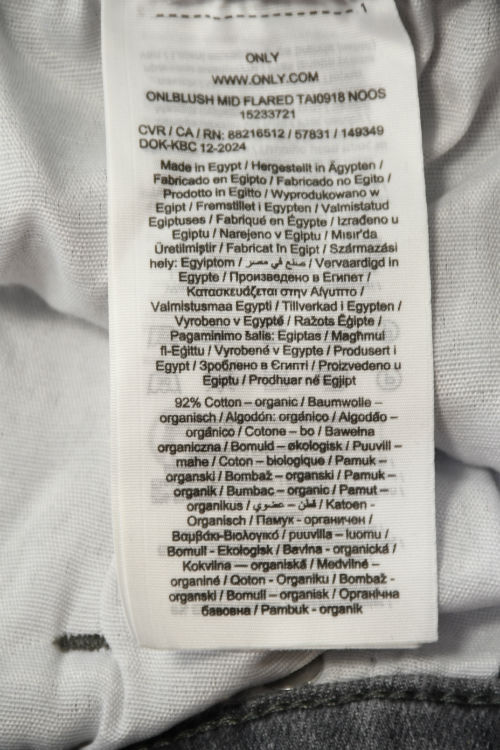 1
ONLY
WWW.ONLY.COM
ONLBLUSH MID FLARED TAI0918 NOOS
15233721
CVR / CA / RN: 88216512 / 57831 / 149349
DOK-KBC 12-2024
Made in Egypt / Hergestellt in Ägypten /
Fabricado en Egipto / Fabricado no Egito /
Prodotto in Egitto / Wyprodukowano w
Egipt / Fremstillet i Egypten / Valmistatud
Egiptuses / Fabriqué en Égypte / Izrađeno u
Egiptu / Narejeno v Egiptu / Mısır'da
Üretilmiştir / Fabricat în Egipt / Származási
hely: Egyiptom / صنع في مصر / Vervaardigd in
Egypte / Произведено в Египет /
Κατασκευάζεται στην Αίγυπτο /
Valmistusmaa Egypti / Tillverkad i Egypten /
Vyrobeno v Egyptě / Ražots Ēģipte /
Pagaminimo šalis: Egiptas / Magħmul
fl-Eġittu / Vyrobené v Egypte / Produsert i
Egypt / Зроблено в Єгипті / Proizvedeno u
Egiptu / Prodhuar në Egjipt
92% Cotton – organic / Baumwolle –
organisch / Algodón: orgánico / Algodão –
orgânico / Cotone – bo / Bawełna
organiczna / Bomuld – økologisk / Puuvill –
mahe / Coton – biologique / Pamuk –
organski / Bombaž – organski / Pamuk –
organik / Bumbac – organic / Pamut –
organikus / قطن – عضوي / Katoen -
Organisch / Памук - органичен /
Βαμβάκι-Βιολογικό / puuvilla – luomu /
Bomull - Ekologisk / Bavlna - organická /
Kokvilna — organiskā / Medvilnė –
organinė / Qoton - Organiku / Bombaž -
organski / Bomull – organisk / Органічна
бавовна / Pambuk - organik